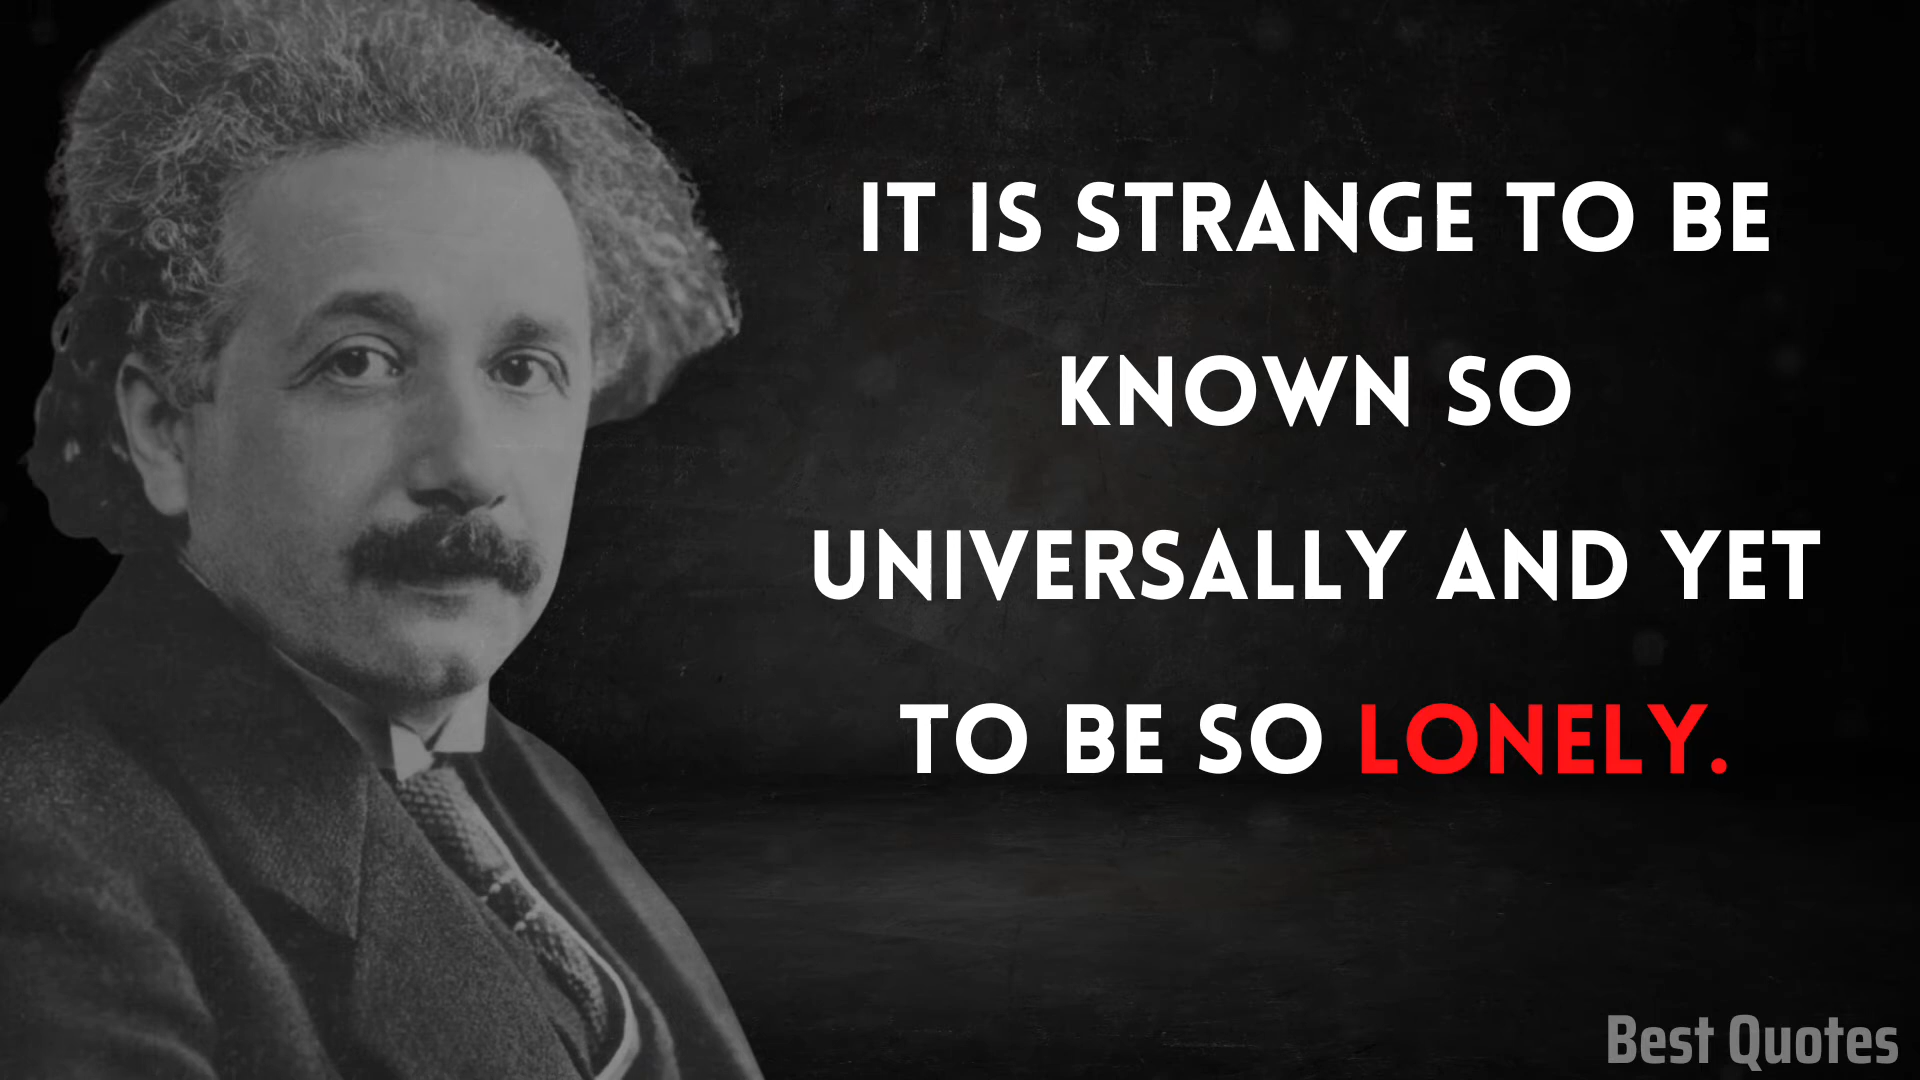 IT IS STRANGE TO BE
KNOWN SO
UNIVERSALLY AND YET
TO BE SO LONELY.
Best Quotes